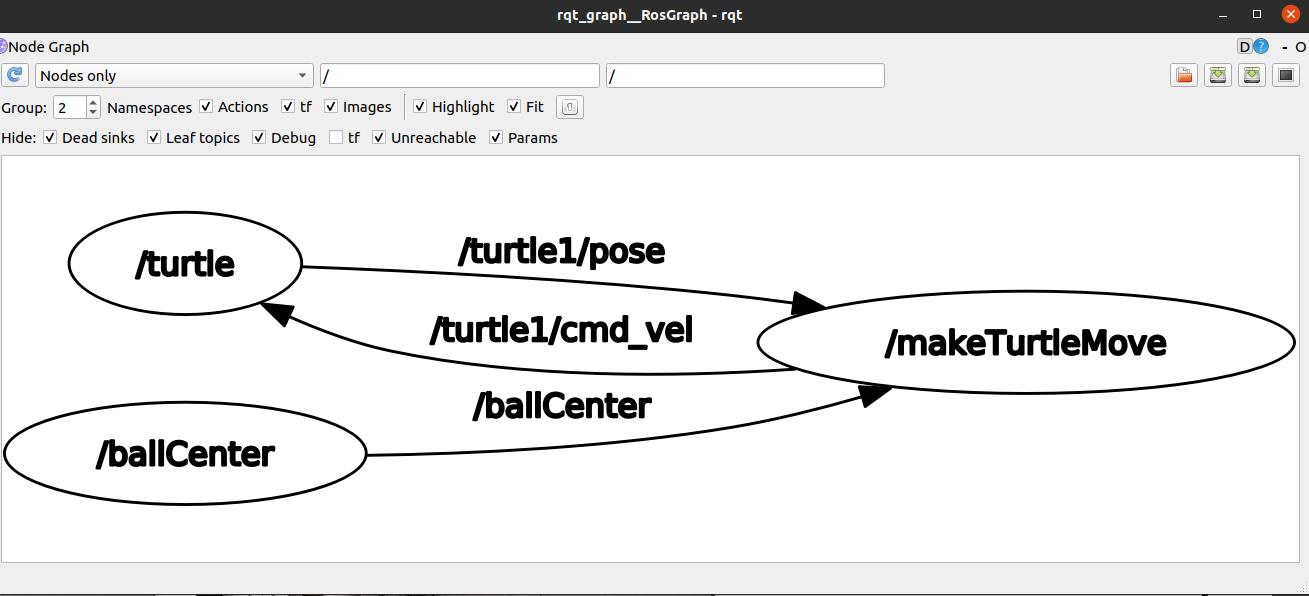 rqt_graph__RosGraph - rqt
Node Graph
D ? - O
Nodes only / /
Group: 2 Namespaces Actions tf Images Highlight Fit
Hide: Dead sinks Leaf topics Debug tf Unreachable Params
/turtle1/pose
/turtle
/turtle1/cmd_vel
/makeTurtleMove
/ballCenter
/ballCenter